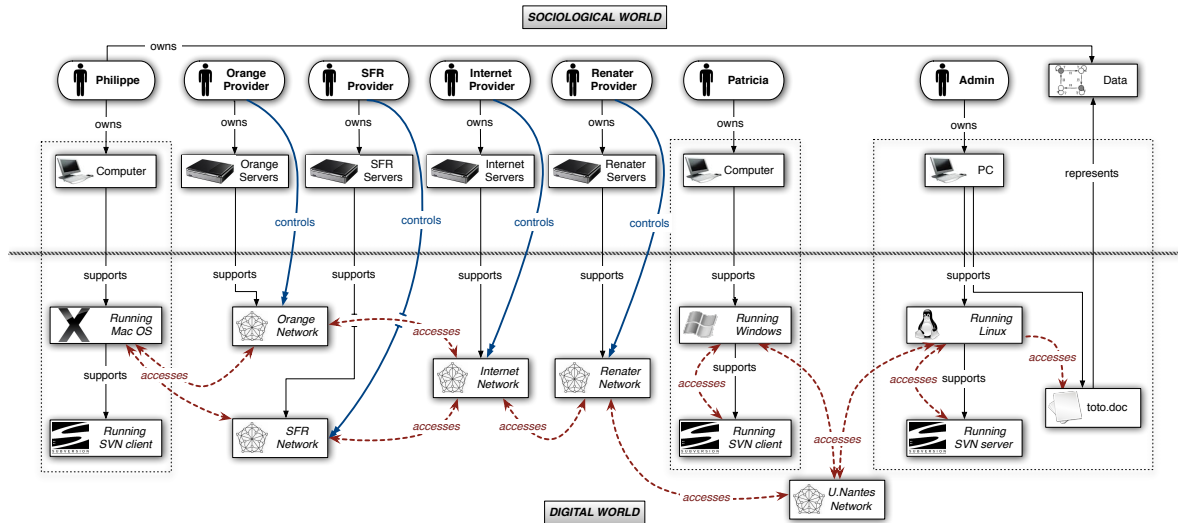 SOCIOLOGICAL WORLD
owns
Philippe
Orange
Provider
SFR
Provider
Internet
Provider
Renater
Provider
Patricia
Admin
Data
owns
owns
owns
owns
owns
owns
owns
Computer
Orange
Servers
SFR
Servers
Internet
Servers
Renater
Servers
Computer
PC
represents
controls
controls
controls
controls
supports
supports
supports
supports
supports
supports
supports
Running
Mac OS
Orange
Network
accesses
Running
Windows
Running
Linux
supports
accesses
Internet
Network
Renater
Network
accesses
supports
accesses
supports
accesses
toto.doc
Running
SVN client
SFR
Network
accesses
accesses
Running
SVN client
accesses
Running
SVN server
SUBVERSION
SUBVERSION
SUBVERSION
accesses
U.Nantes
Network
DIGITAL WORLD